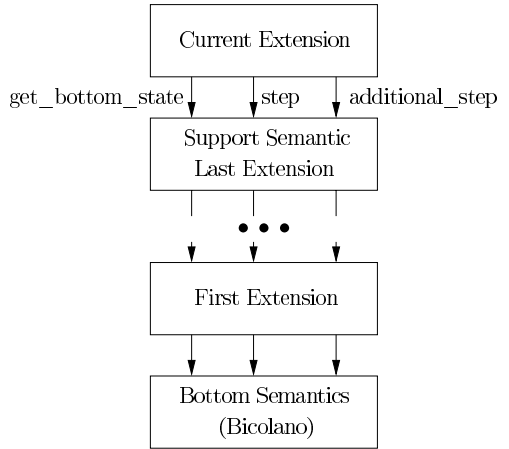 Current Extension
get_bottom_state step additional_step
Support Semantic
Last Extension
• • •
First Extension
Bottom Semantics
(Bicolano)